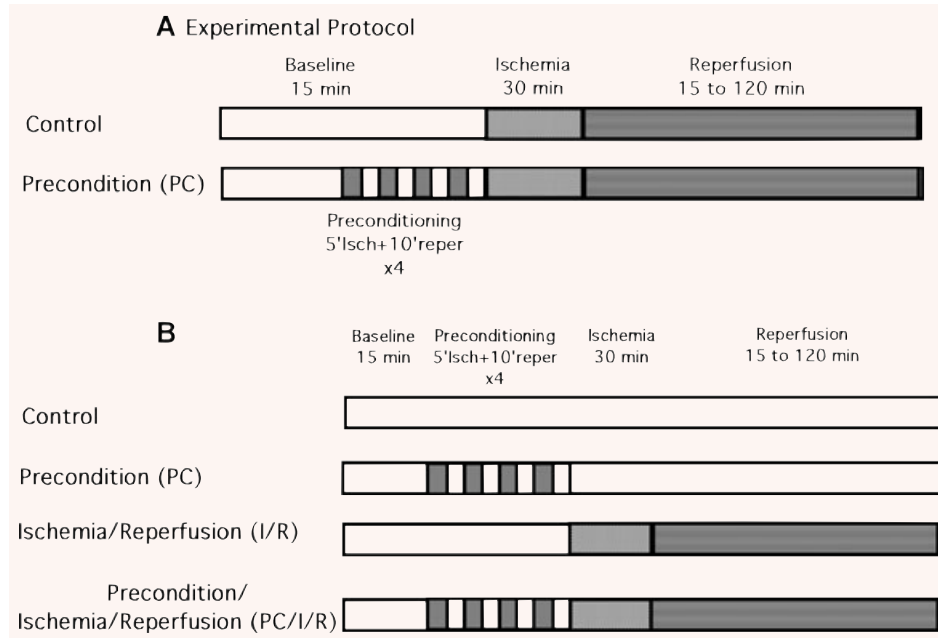 A Experimental Protocol
Baseline Ischemia Reperfusion
15 min 30 min 15 to 120 min
Control
Precondition (PC)
Preconditioning
5'Isch+10'reper
x4
B
Baseline Preconditioning Ischemia Reperfusion
15 min 5'Isch+10'reper 30 min 15 to 120 min
x4
Control
Precondition (PC)
Ischemia/Reperfusion (I/R)
Precondition/
Ischemia/Reperfusion (PC/I/R)